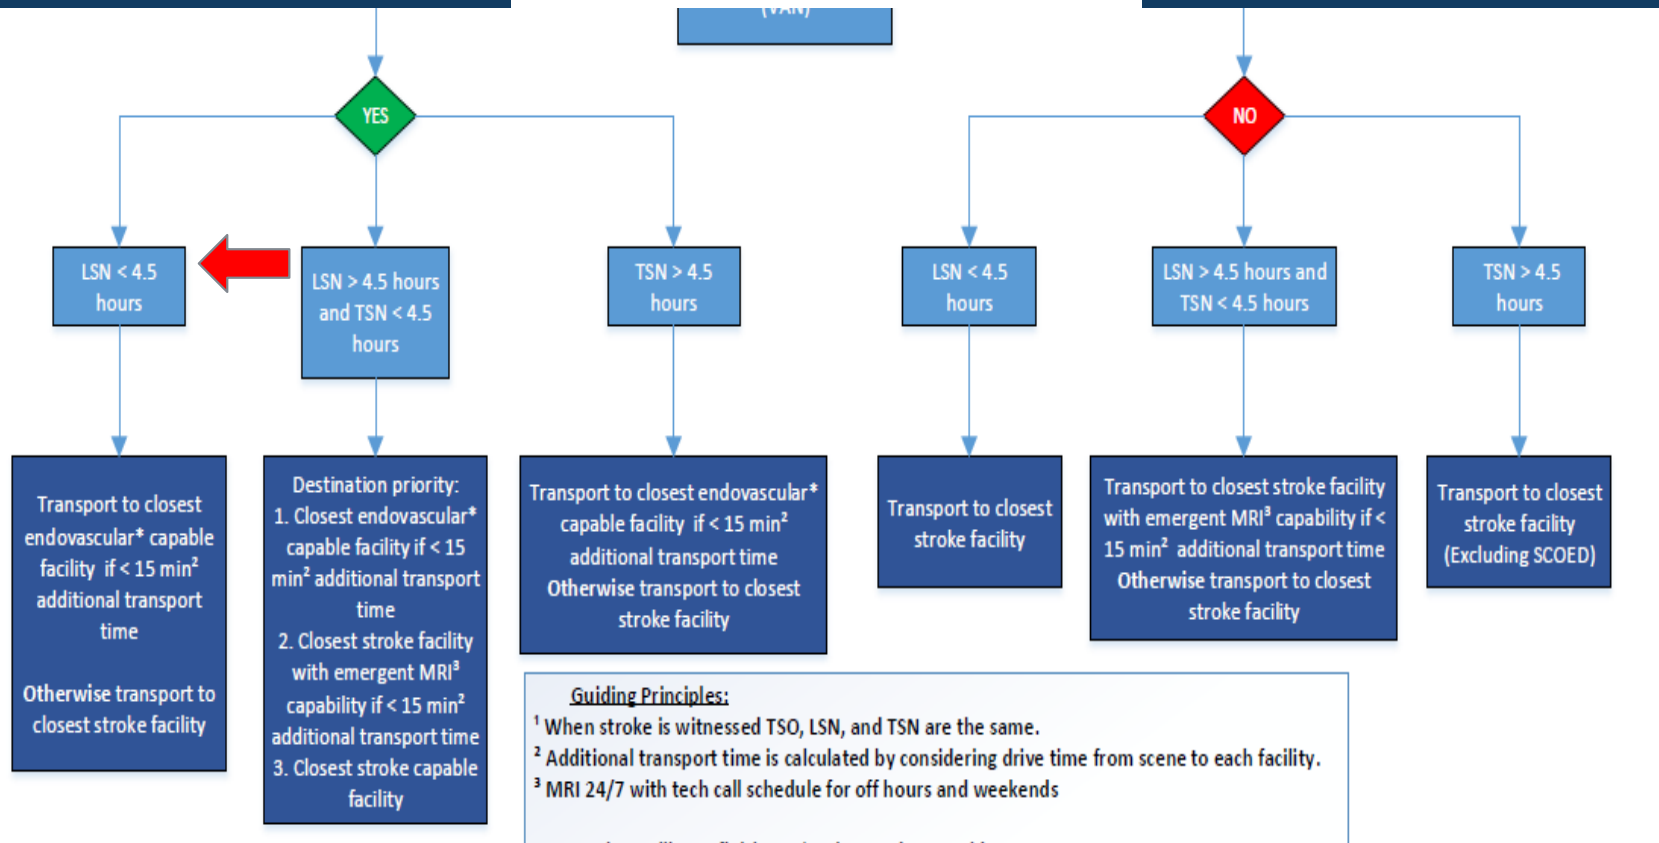 (VAN)
YES
NO
LSN < 4.5
hours
LSN > 4.5 hours
and TSN < 4.5
hours
TSN > 4.5
hours
LSN < 4.5
hours
LSN > 4.5 hours and
TSN < 4.5 hours
TSN > 4.5
hours
Transport to closest
endovascular* capable
facility if < 15 min²
additional transport
time
Otherwise transport to
closest stroke facility
Destination priority:
1. Closest endovascular*
capable facility if < 15
min² additional transport
time
2. Closest stroke facility
with emergent MRI³
capability if < 15 min²
additional transport time
3. Closest stroke capable
facility
Transport to closest endovascular*
capable facility if < 15 min²
additional transport time
Otherwise transport to closest
stroke facility
Transport to closest
stroke facility
Transport to closest stroke facility
with emergent MRI³ capability if <
15 min² additional transport time
Otherwise transport to closest
stroke facility
Transport to closest
stroke facility
(Excluding SCOED)
Guiding Principles:
¹ When stroke is witnessed TSO, LSN, and TSN are the same.
² Additional transport time is calculated by considering drive time from scene to each facility.
³ MRI 24/7 with tech call schedule for off hours and weekends